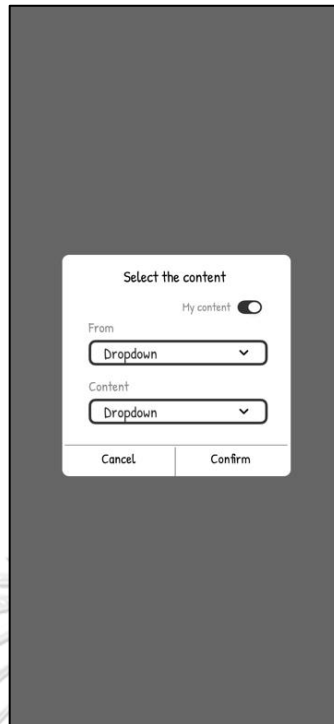 Select the content
My content
From
Dropdown
Content
Dropdown
Cancel Confirm